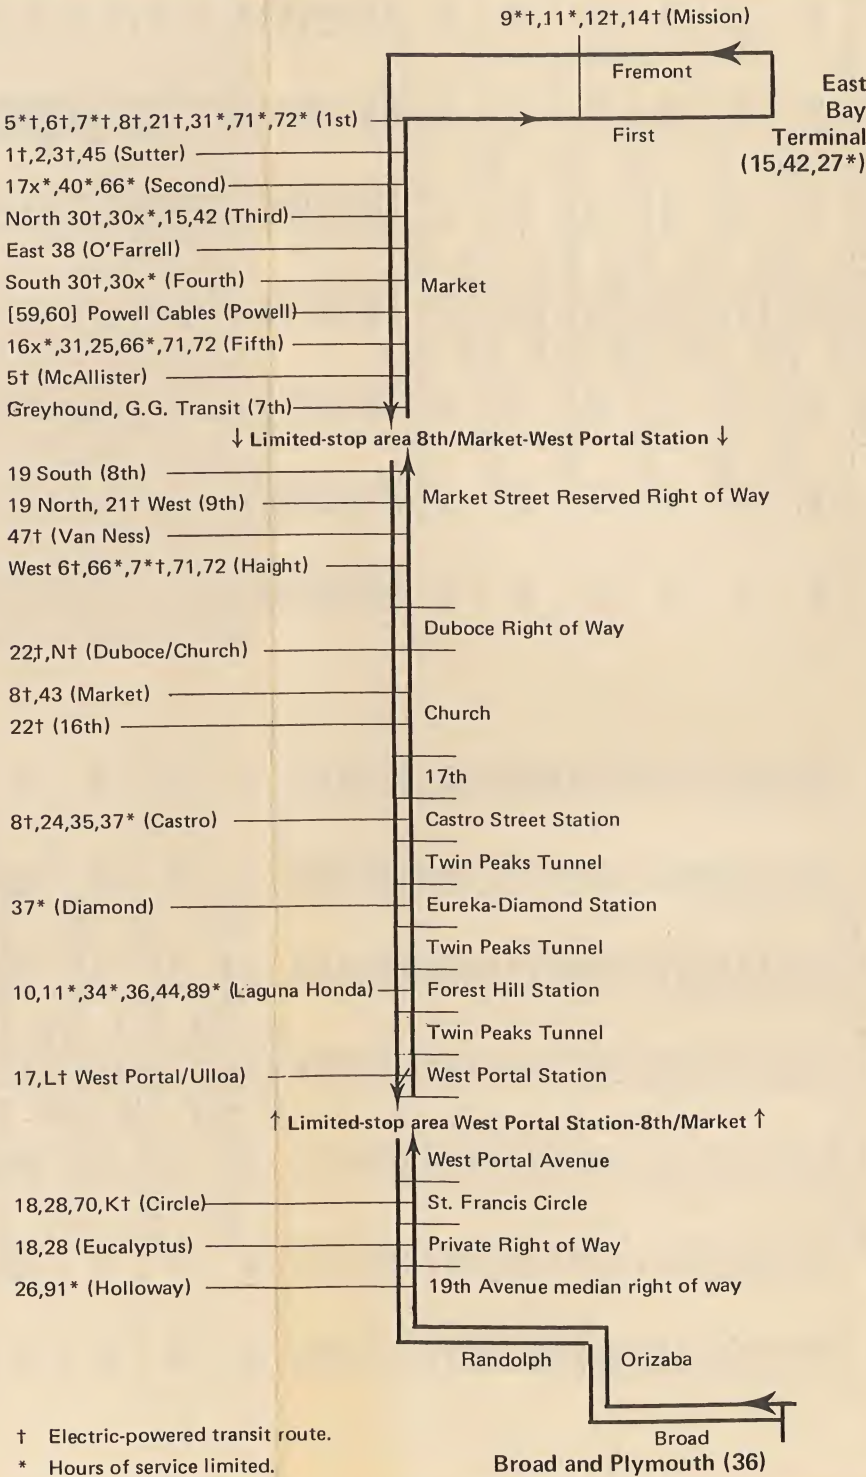 9*†,11*,12†,14† (Mission)
Fremont
East
Bay
Terminal
(15,42,27*)
5*†,6†,7*†,8†,21†,31*,71*,72* (1st)
First
1†,2,3†,45 (Sutter)
17x*,40*,66* (Second)
North 30†,30x*,15,42 (Third)
East 38 (O'Farrell)
South 30†,30x* (Fourth)
Market
[59,60] Powell Cables (Powell)
16x*,31,25,66*,71,72 (Fifth)
5† (McAllister)
Greyhound, G.G. Transit (7th)
↓ Limited-stop area 8th/Market-West Portal Station ↓
19 South (8th)
Market Street Reserved Right of Way
19 North, 21† West (9th)
47† (Van Ness)
West 6†,66*,7*†,71,72 (Haight)
Duboce Right of Way
22†,N† (Duboce/Church)
8†,43 (Market)
Church
22† (16th)
17th
8†,24,35,37* (Castro)
Castro Street Station
Twin Peaks Tunnel
37* (Diamond)
Eureka-Diamond Station
Twin Peaks Tunnel
10,11*,34*,36,44,89* (Laguna Honda)
Forest Hill Station
Twin Peaks Tunnel
17,L† West Portal/Ulloa)
West Portal Station
↑ Limited-stop area West Portal Station-8th/Market ↑
West Portal Avenue
18,28,70,K† (Circle)
St. Francis Circle
18,28 (Eucalyptus)
Private Right of Way
26,91* (Holloway)
19th Avenue median right of way
Randolph
Orizaba
† Electric-powered transit route.
Broad
* Hours of service limited.
Broad and Plymouth (36)